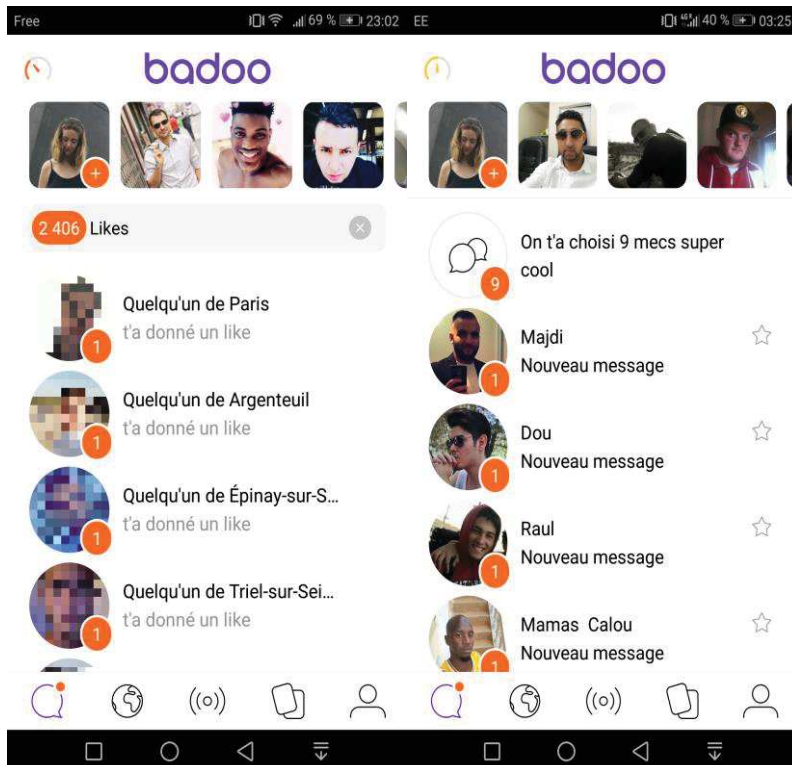 Free 69 % 23:02
badoo
+
2 406 Likes
Quelqu'un de Paris
t'a donné un like
1
Quelqu'un de Argenteuil
t'a donné un like
1
Quelqu'un de Épinay-sur-S...
t'a donné un like
1
Quelqu'un de Triel-sur-Sei...
t'a donné un like
1
EE 40 % 03:25
badoo
+
On t'a choisi 9 mecs super
cool
9
Majdi
Nouveau message
1
Dou
Nouveau message
1
Raul
Nouveau message
1
Mamas Calou
Nouveau message
1